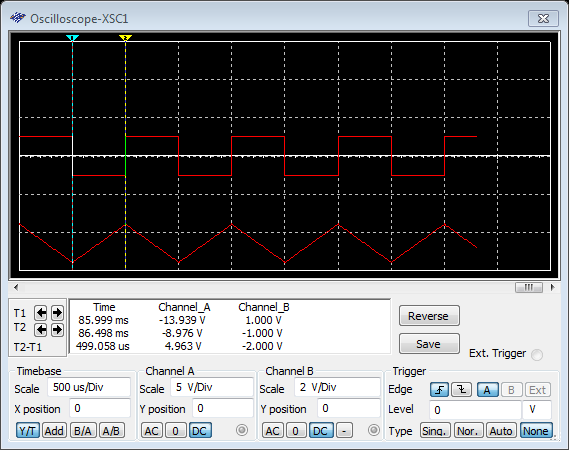 Oscilloscope-XSC1
1 2
Time Channel_A Channel_B
T1 85.999 ms -13.939 V 1.000 V
T2 86.498 ms -8.976 V -1.000 V
T2-T1 499.058 us 4.963 V -2.000 V
Reverse
Save
Ext. Trigger
Timebase Channel A Channel B Trigger
Scale 500 us/Div Scale 5 V/Div Scale 2 V/Div Edge A B Ext
X position 0 Y position 0 Y position 0 Level 0 V
Y/T Add B/A A/B AC 0 DC AC 0 DC - Type Sing. Nor. Auto None